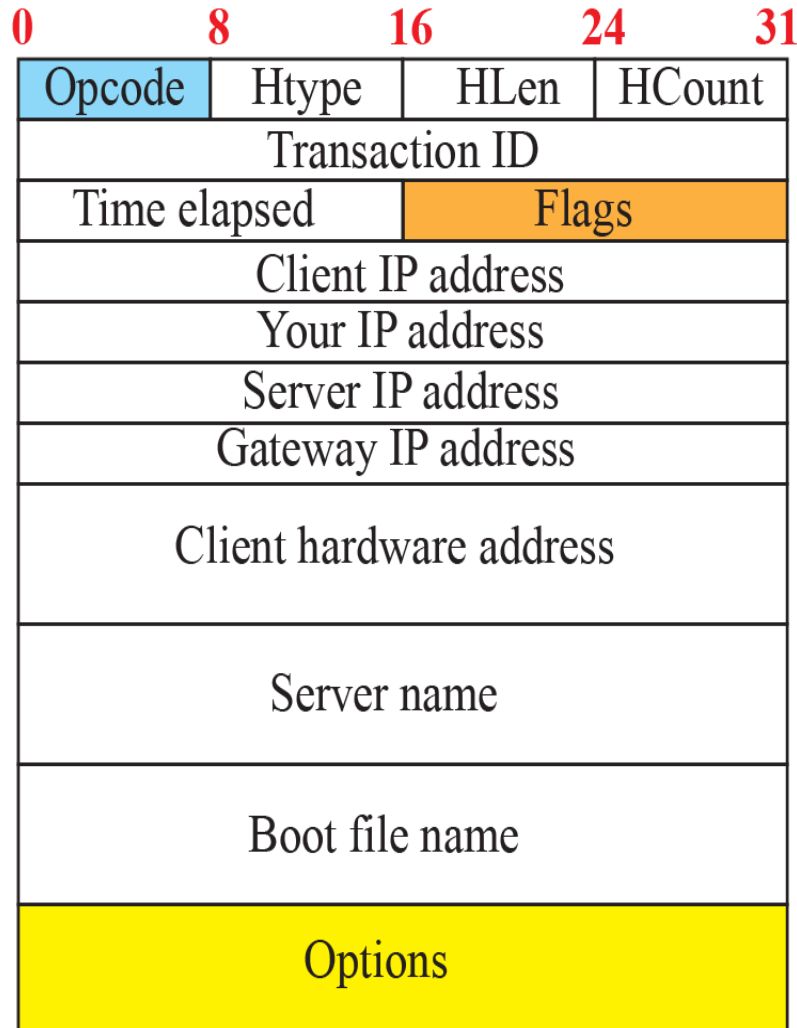 0 8 16 24 31
Opcode Htype HLen HCount
Transaction ID
Time elapsed Flags
Client IP address
Your IP address
Server IP address
Gateway IP address
Client hardware address
Server name
Boot file name
Options